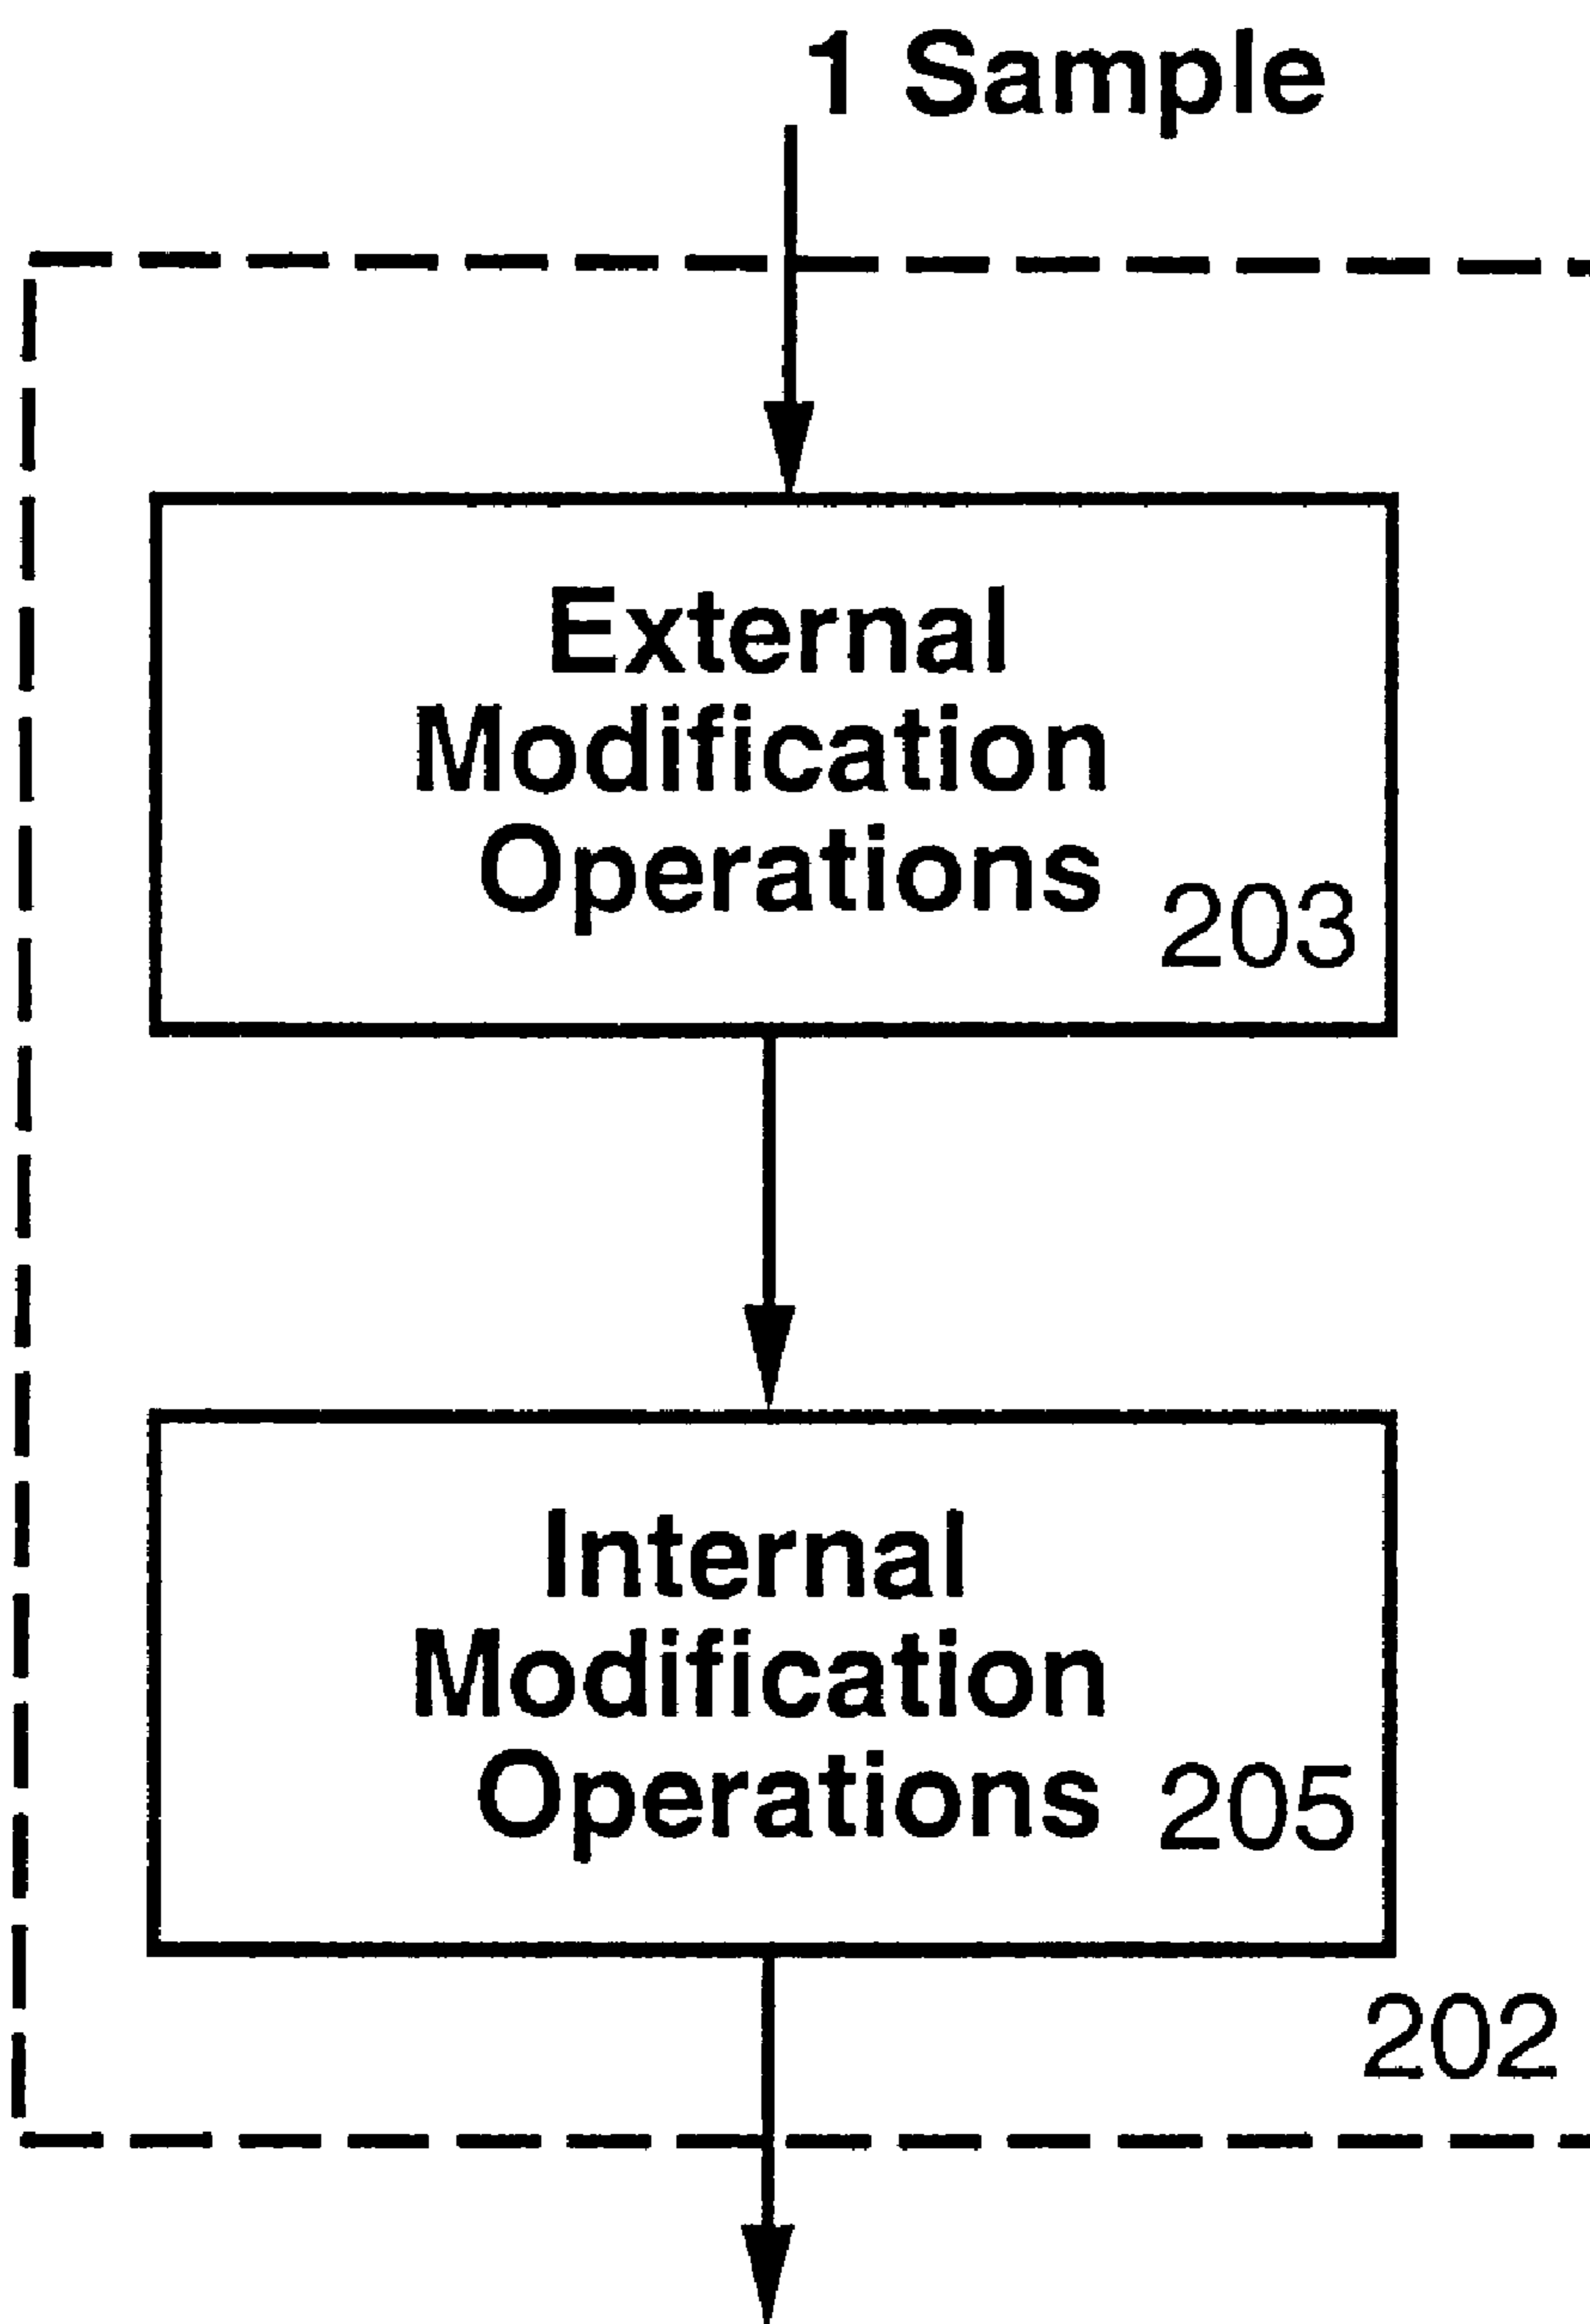 1 Sample
External
Modification
Operations
203
Internal
Modification
Operations 205
202